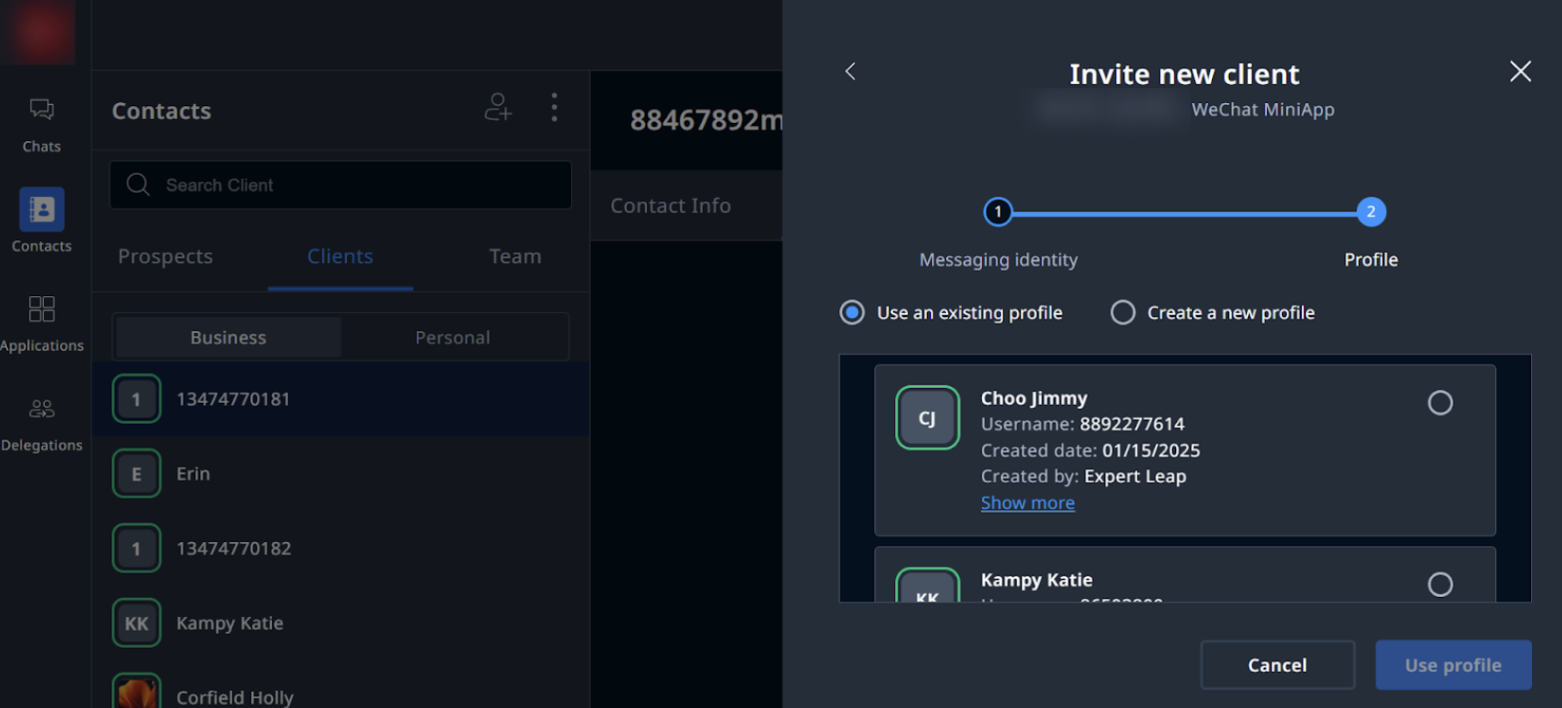 Chats
Contacts
Applications
Delegations
Contacts
Search Client
Prospects
Clients
Team
Business
Personal
1
13474770181
E
Erin
1
13474770182
KK
Kampy Katie
Corfield Holly
88467892m
Contact Info
Invite new client
WeChat MiniApp
1
2
Messaging identity
Profile
Use an existing profile
Create a new profile
CJ
Choo Jimmy
Username: 8892277614
Created date: 01/15/2025
Created by: Expert Leap
Show more
KK
Kampy Katie
Cancel
Use profile